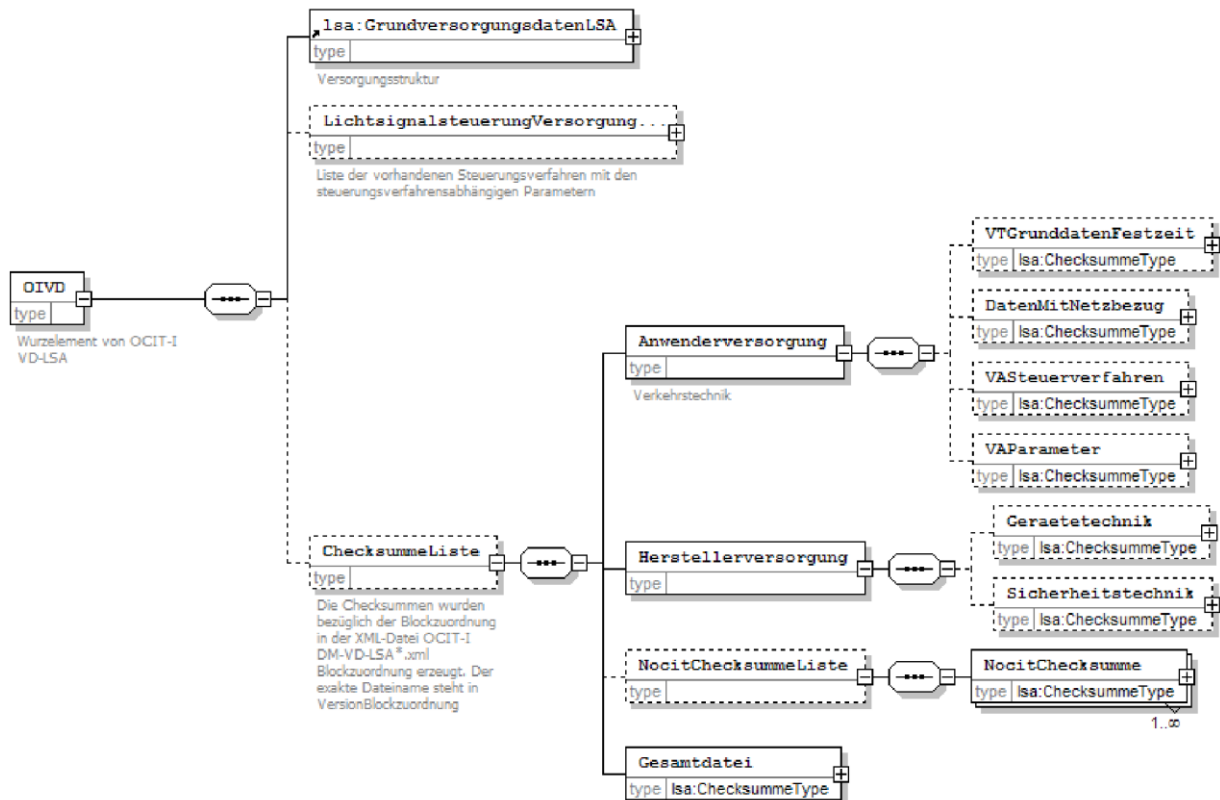 lsa:GrundversorgungsdatenLSA
type
Versorgungsstruktur
LichtsignalsteuerungVersorgung...
type
Liste der vorhandenen Steuerungsverfahren mit den
steuerungsverfahrensabhängigen Parametern
OIVD
type
Wurzelement von OCIT-I
VD-LSA
ChecksummeListe
type
Die Checksummen wurden
bezüglich der Blockzuordnung
in der XML-Datei OCIT-I
DM-VD-LSA*.xml
Blockzuordnung erzeugt. Der
exakte Dateiname steht in
VersionBlockzuordnung
Anwenderversorgung
type
Verkehrstechnik
VTGrunddatenFestzeit
type lsa:ChecksummeType
DatenMitNetzbezug
type lsa:ChecksummeType
VASteuerverfahren
type lsa:ChecksummeType
VAParameter
type lsa:ChecksummeType
Herstellerversorgung
type
Geraetetechnik
type lsa:ChecksummeType
Sicherheitstechnik
type lsa:ChecksummeType
NocitChecksummeListe
type
NocitChecksumme
type lsa:ChecksummeType
1..∞
Gesamtdatei
type lsa:ChecksummeType